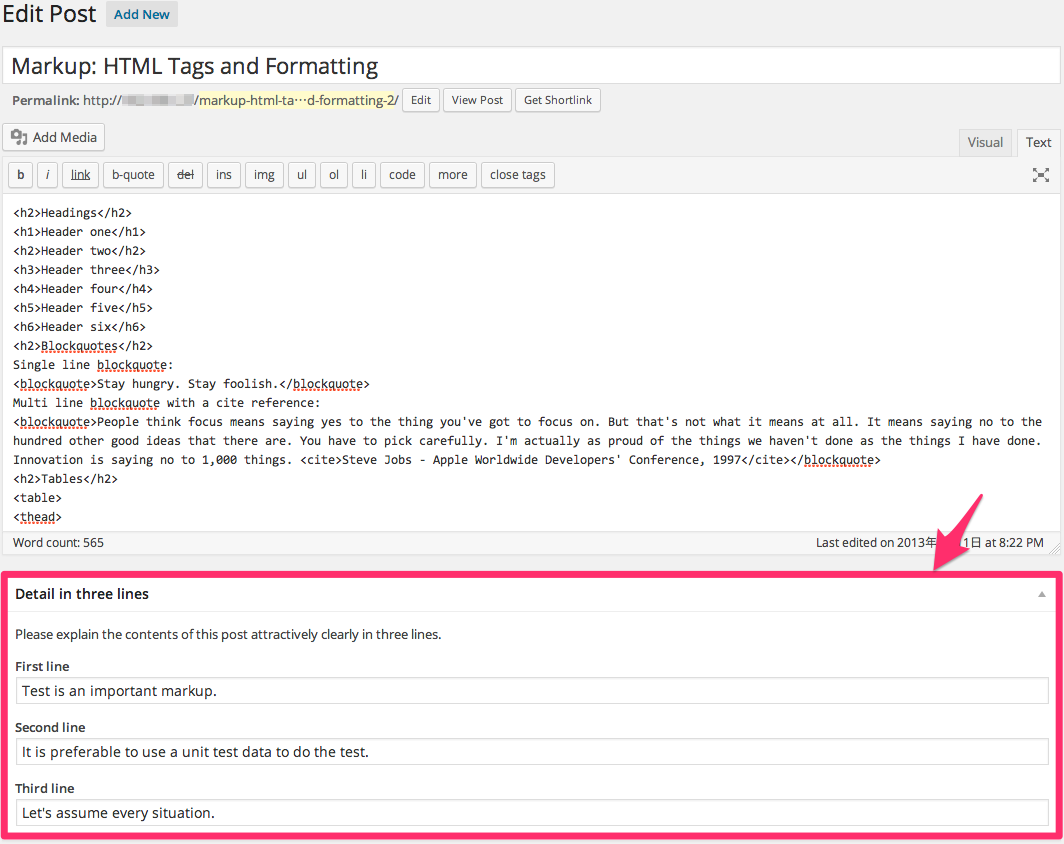 Edit Post Add New
Markup: HTML Tags and Formatting
Permalink: http:// /markup-html-ta…d-formatting-2/ Edit View Post Get Shortlink
Add Media
Visual Text
b i link b-quote del ins img ul ol li code more close tags
<h2>Headings</h2>
<h1>Header one</h1>
<h2>Header two</h2>
<h3>Header three</h3>
<h4>Header four</h4>
<h5>Header five</h5>
<h6>Header six</h6>
<h2>Blockquotes</h2>
Single line blockquote:
<blockquote>Stay hungry. Stay foolish.</blockquote>
Multi line blockquote with a cite reference:
<blockquote>People think focus means saying yes to the thing you've got to focus on. But that's not what it means at all. It means saying no to the
hundred other good ideas that there are. You have to pick carefully. I'm actually as proud of the things we haven't done as the things I have done.
Innovation is saying no to 1,000 things. <cite>Steve Jobs - Apple Worldwide Developers' Conference, 1997</cite></blockquote>
<h2>Tables</h2>
<table>
<thead>
Word count: 565 Last edited on 2013年 1日 at 8:22 PM
Detail in three lines
Please explain the contents of this post attractively clearly in three lines.
First line
Test is an important markup.
Second line
It is preferable to use a unit test data to do the test.
Third line
Let's assume every situation.